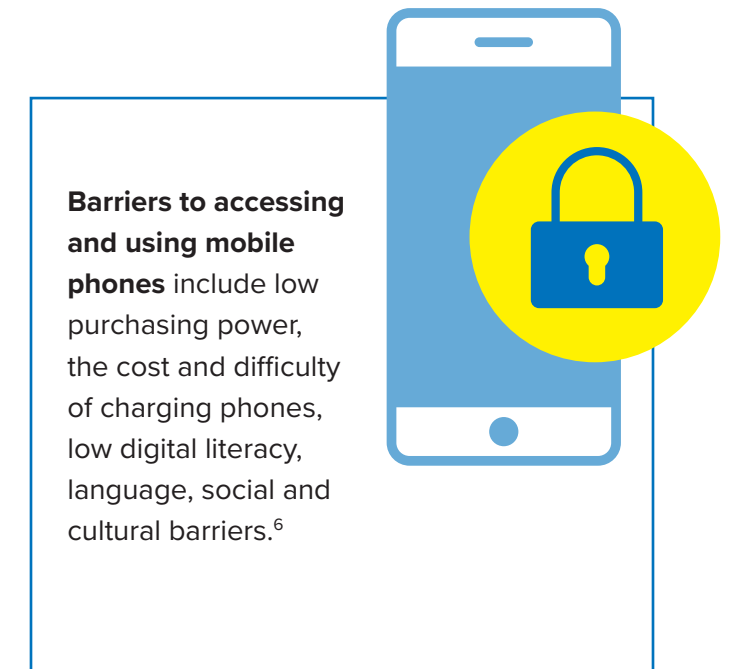 Barriers to accessing
and using mobile
phones include low
purchasing power,
the cost and difficulty
of charging phones,
low digital literacy,
language, social and
cultural barriers.⁶